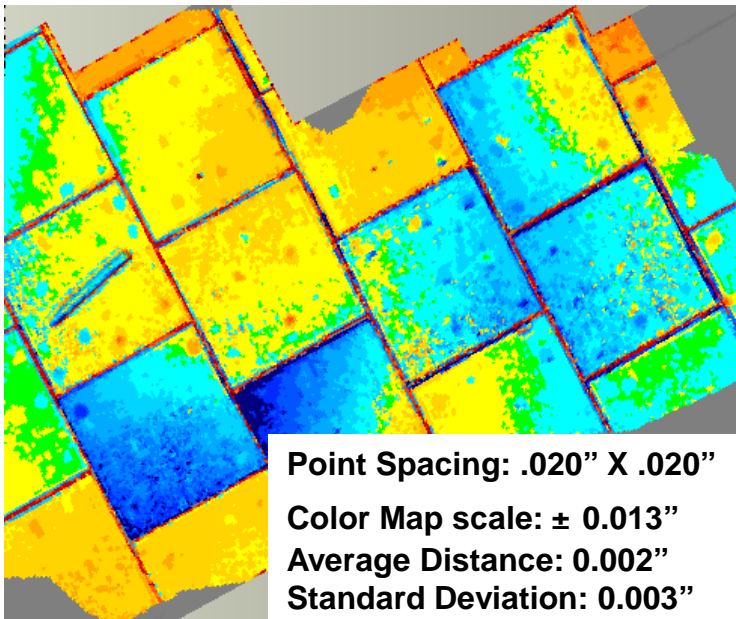 Point Spacing: .020” X .020”
Color Map scale: ± 0.013”
Average Distance: 0.002”
Standard Deviation: 0.003”